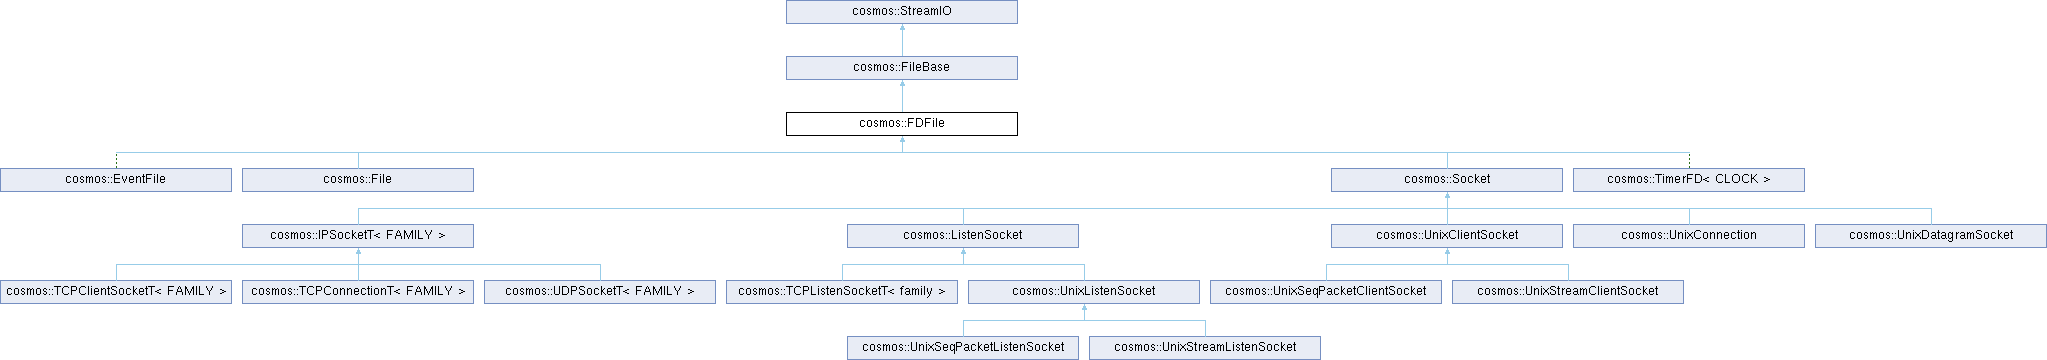 cosmos::StreamIO
cosmos::FileBase
cosmos::FDFile
cosmos::EventFile
cosmos::File
cosmos::Socket
cosmos::TimerFD< CLOCK >
cosmos::IPSocketT< FAMILY >
cosmos::ListenSocket
cosmos::UnixClientSocket
cosmos::UnixConnection
cosmos::UnixDatagramSocket
cosmos::TCPClientSocketT< FAMILY >
cosmos::TCPConnectionT< FAMILY >
cosmos::UDPSocketT< FAMILY >
cosmos::TCPListenSocketT< family >
cosmos::UnixListenSocket
cosmos::UnixSeqPacketClientSocket
cosmos::UnixStreamClientSocket
cosmos::UnixSeqPacketListenSocket
cosmos::UnixStreamListenSocket